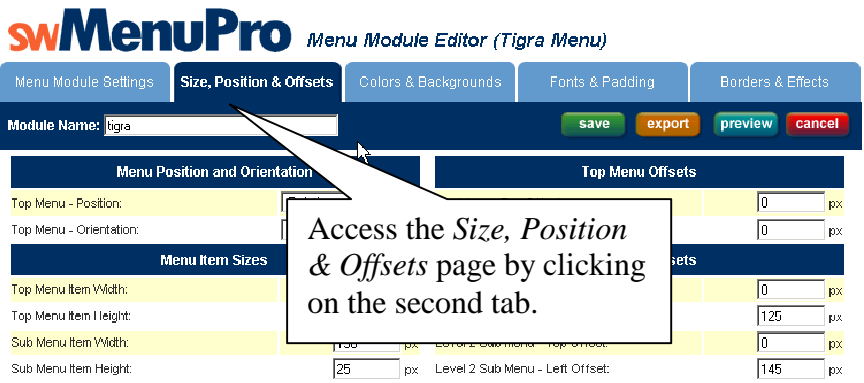 swMenuPro Menu Module Editor (Tigra Menu)
Menu Module Settings Size, Position & Offsets Colors & Backgrounds Fonts & Padding Borders & Effects
Module Name: tigra save export preview cancel
Menu Position and Orientation Top Menu Offsets
Top Menu - Position: 0 px
Top Menu - Orientation: 0 px
Access the Size, Position
& Offsets page by clicking
on the second tab.
Menu Item Sizes
Top Menu Item Width: 0 px
Top Menu Item Height: 125 px
Sub Menu Item Width: 0 px
Sub Menu Item Height: 25 px Level 2 Sub Menu - Left Offset: 145 px